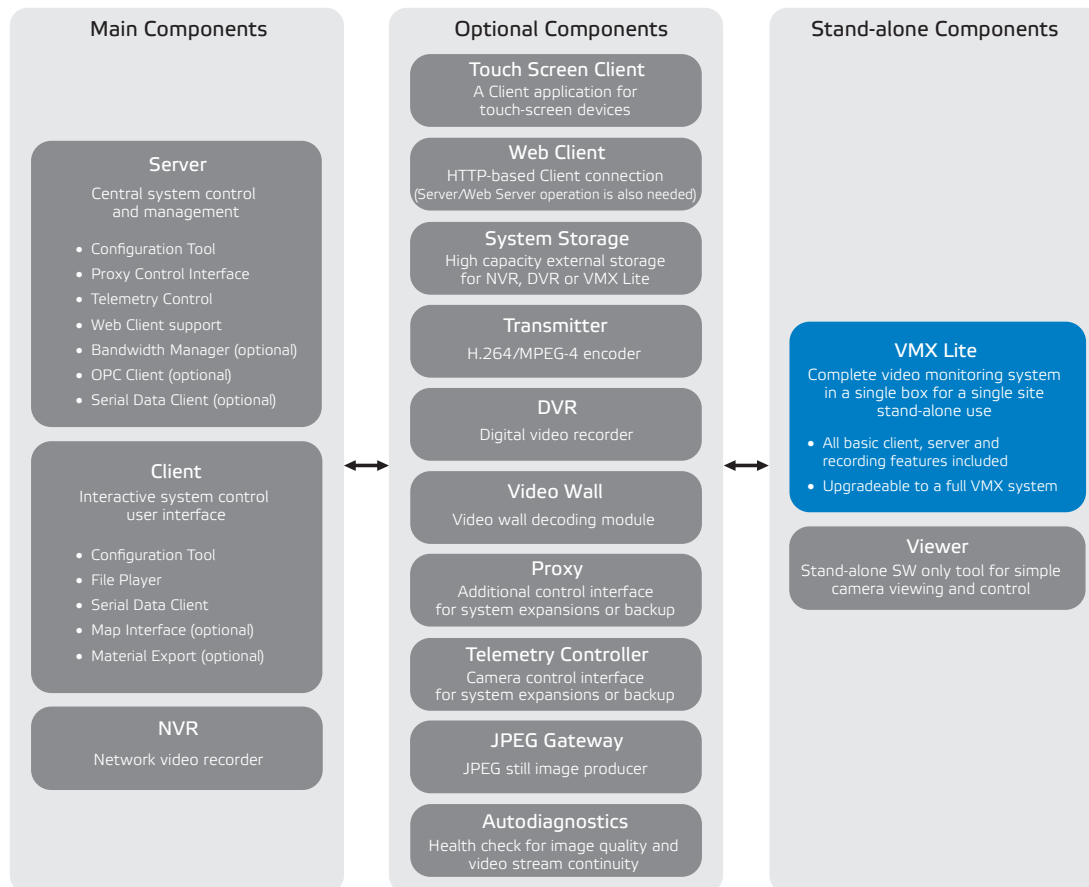 Main Components
Server
Central system control
and management
• Configuration Tool
• Proxy Control Interface
• Telemetry Control
• Web Client support
• Bandwidth Manager (optional)
• OPC Client (optional)
• Serial Data Client (optional)
Client
Interactive system control
user interface
• Configuration Tool
• File Player
• Serial Data Client
• Map Interface (optional)
• Material Export (optional)
NVR
Network video recorder
Optional Components
Touch Screen Client
A Client application for
touch-screen devices
Web Client
HTTP-based Client connection
(Server/Web Server operation is also needed)
System Storage
High capacity external storage
for NVR, DVR or VMX Lite
Transmitter
H.264/MPEG-4 encoder
DVR
Digital video recorder
Video Wall
Video wall decoding module
Proxy
Additional control interface
for system expansions or backup
Telemetry Controller
Camera control interface
for system expansions or backup
JPEG Gateway
JPEG still image producer
Autodiagnostics
Health check for image quality and
video stream continuity
Stand-alone Components
VMX Lite
Complete video monitoring system
in a single box for a single site
stand-alone use
• All basic client, server and
recording features included
• Upgradeable to a full VMX system
Viewer
Stand-alone SW only tool for simple
camera viewing and control